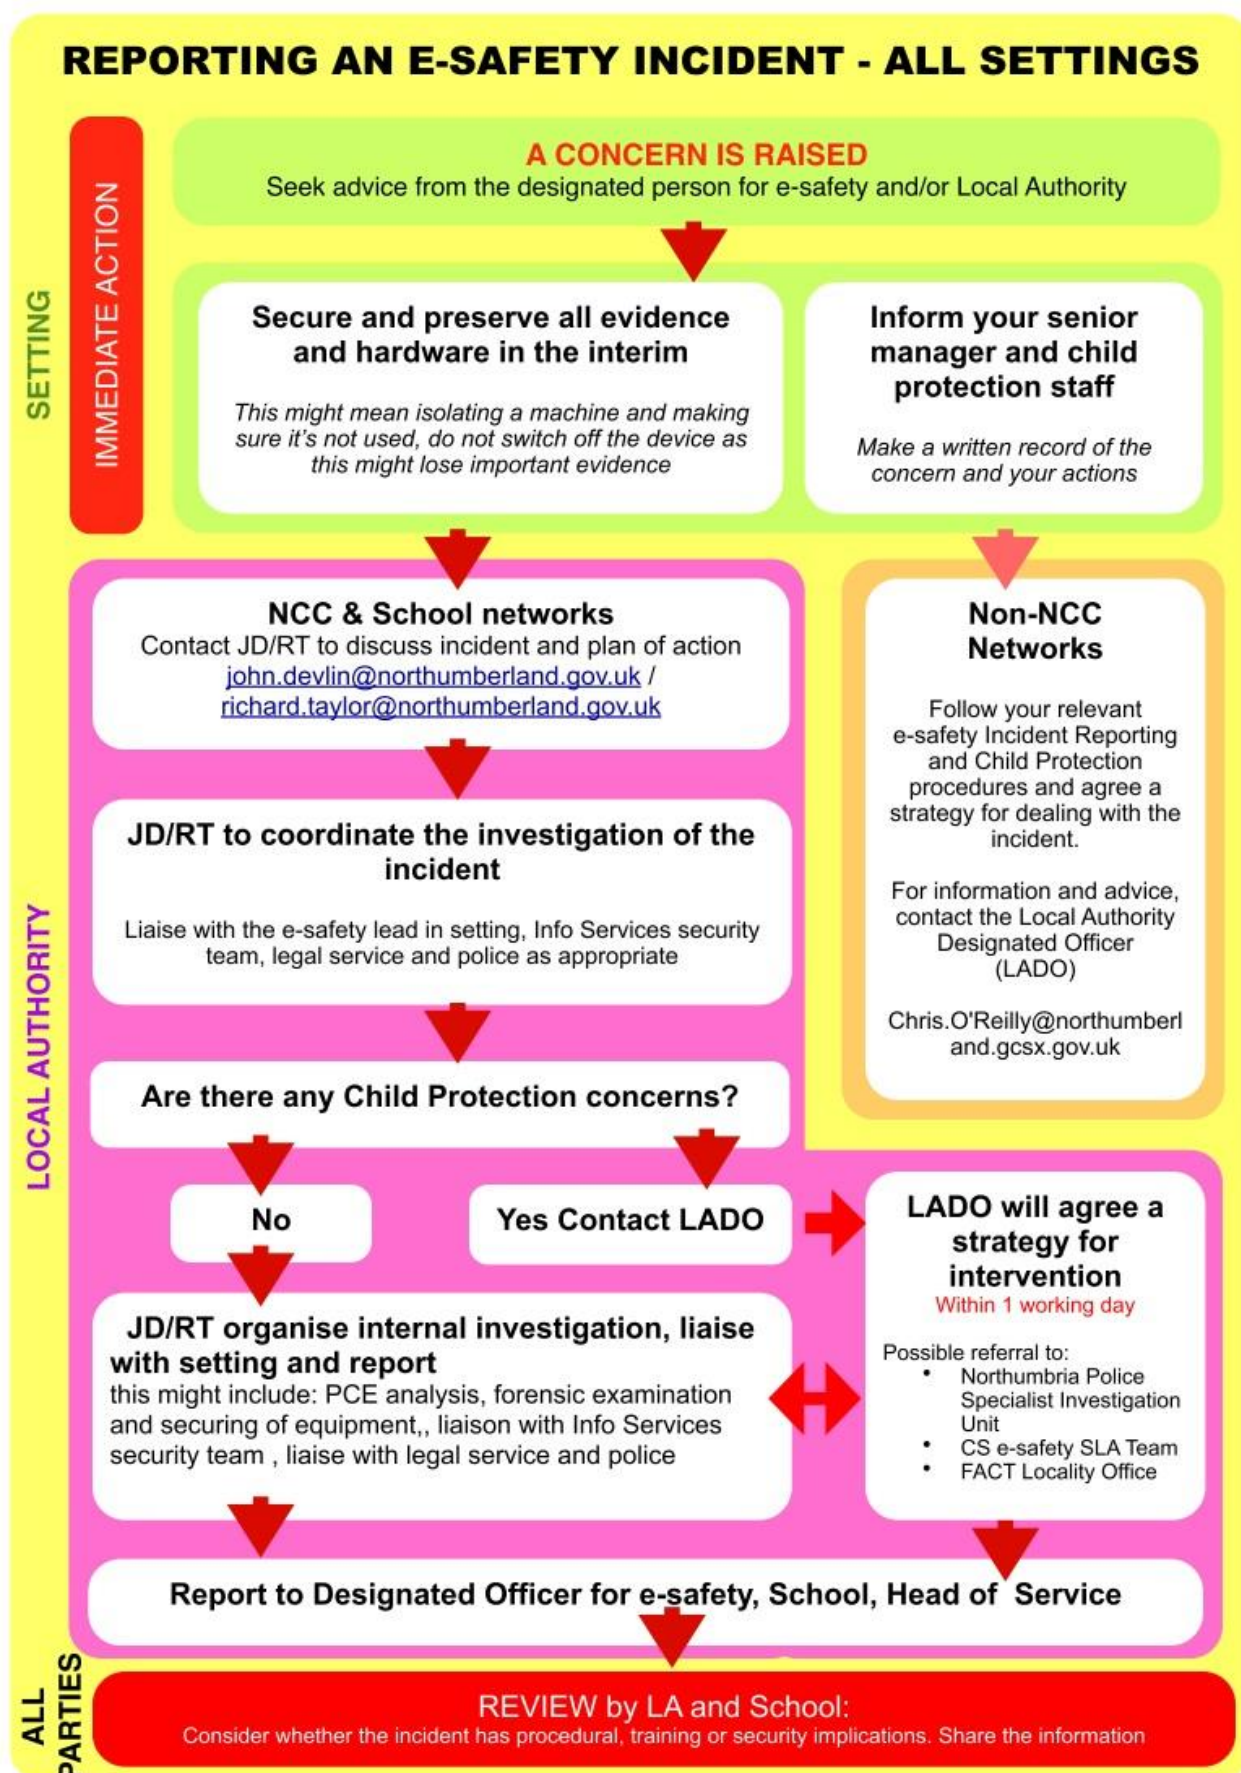 REPORTING AN E-SAFETY INCIDENT - ALL SETTINGS
SETTING
IMMEDIATE ACTION
A CONCERN IS RAISED
Seek advice from the designated person for e-safety and/or Local Authority
Secure and preserve all evidence
and hardware in the interim
This might mean isolating a machine and making
sure it's not used, do not switch off the device as
this might lose important evidence
Inform your senior
manager and child
protection staff
Make a written record of the
concern and your actions
LOCAL AUTHORITY
NCC & School networks
Contact JD/RT to discuss incident and plan of action
john.devlin@northumberland.gov.uk /
richard.taylor@northumberland.gov.uk
Non-NCC
Networks
Follow your relevant
e-safety Incident Reporting
and Child Protection
procedures and agree a
strategy for dealing with the
incident.
For information and advice,
contact the Local Authority
Designated Officer
(LADO)
Chris.O'Reilly@northumberl
and.gcsx.gov.uk
JD/RT to coordinate the investigation of the
incident
Liaise with the e-safety lead in setting, Info Services security
team, legal service and police as appropriate
Are there any Child Protection concerns?
No
Yes Contact LADO
LADO will agree a
strategy for
intervention
Within 1 working day
Possible referral to:
• Northumbria Police
Specialist Investigation
Unit
• CS e-safety SLA Team
• FACT Locality Office
JD/RT organise internal investigation, liaise
with setting and report
this might include: PCE analysis, forensic examination
and securing of equipment,, liaison with Info Services
security team , liaise with legal service and police
Report to Designated Officer for e-safety, School, Head of Service
ALL
PARTIES
REVIEW by LA and School:
Consider whether the incident has procedural, training or security implications. Share the information